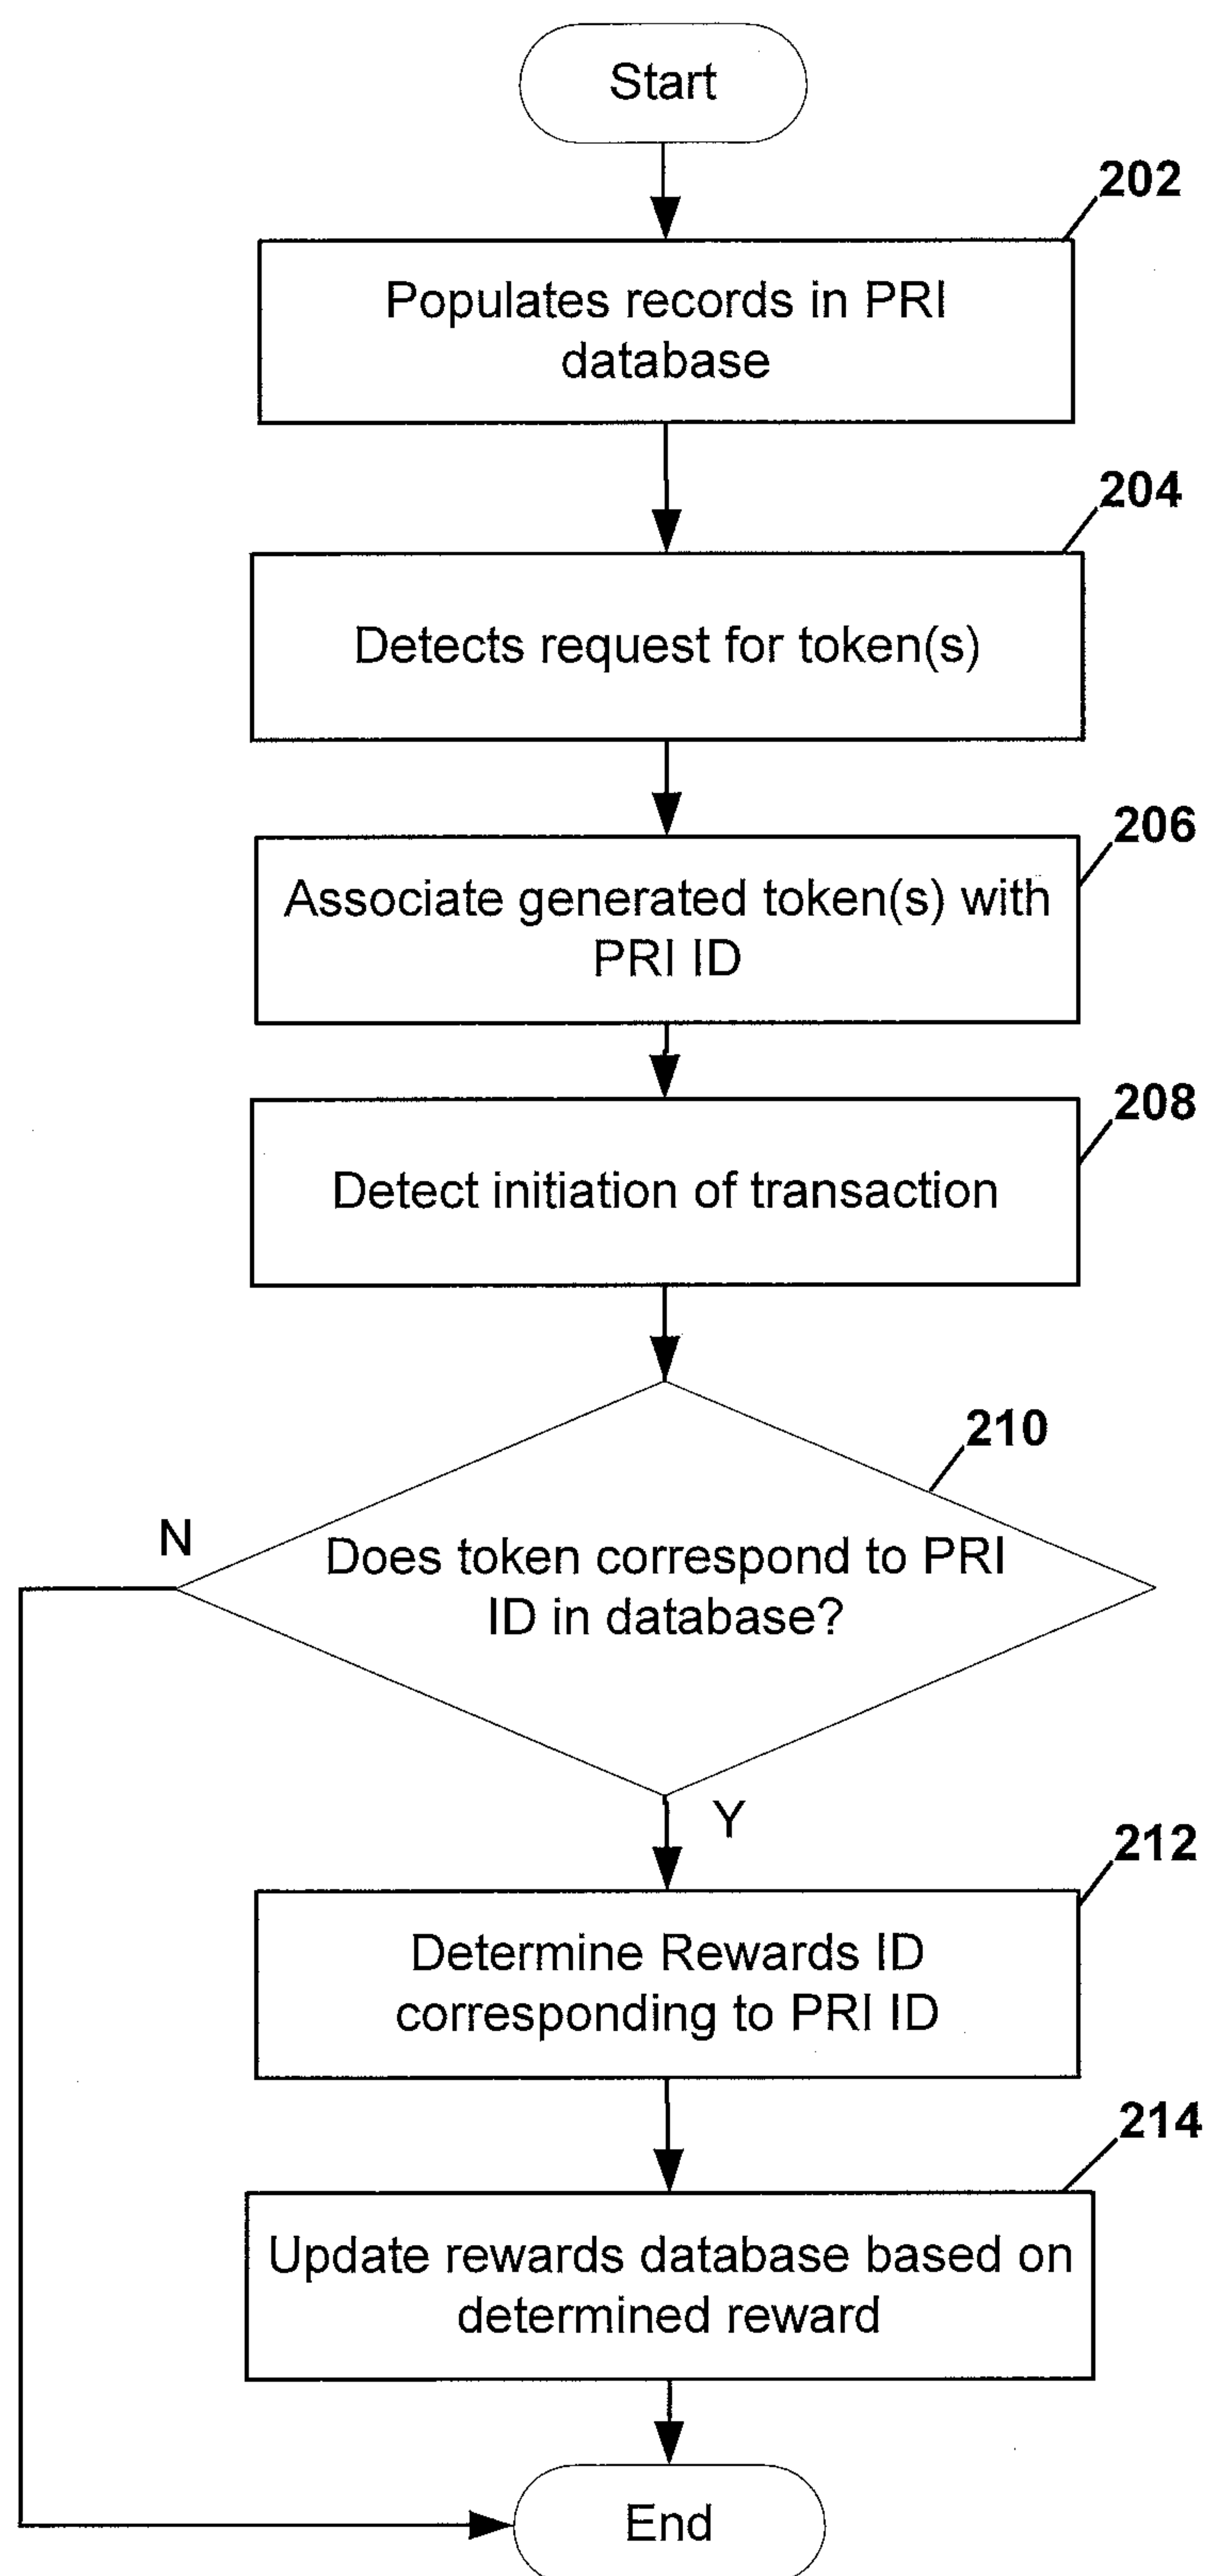 Start
202
Populates records in PRI
database
204
Detects request for token(s)
206
Associate generated token(s) with
PRI ID
208
Detect initiation of transaction
210
N
Does token correspond to PRI
ID in database?
Y
212
Determine Rewards ID
corresponding to PRI ID
214
Update rewards database based on
determined reward
End